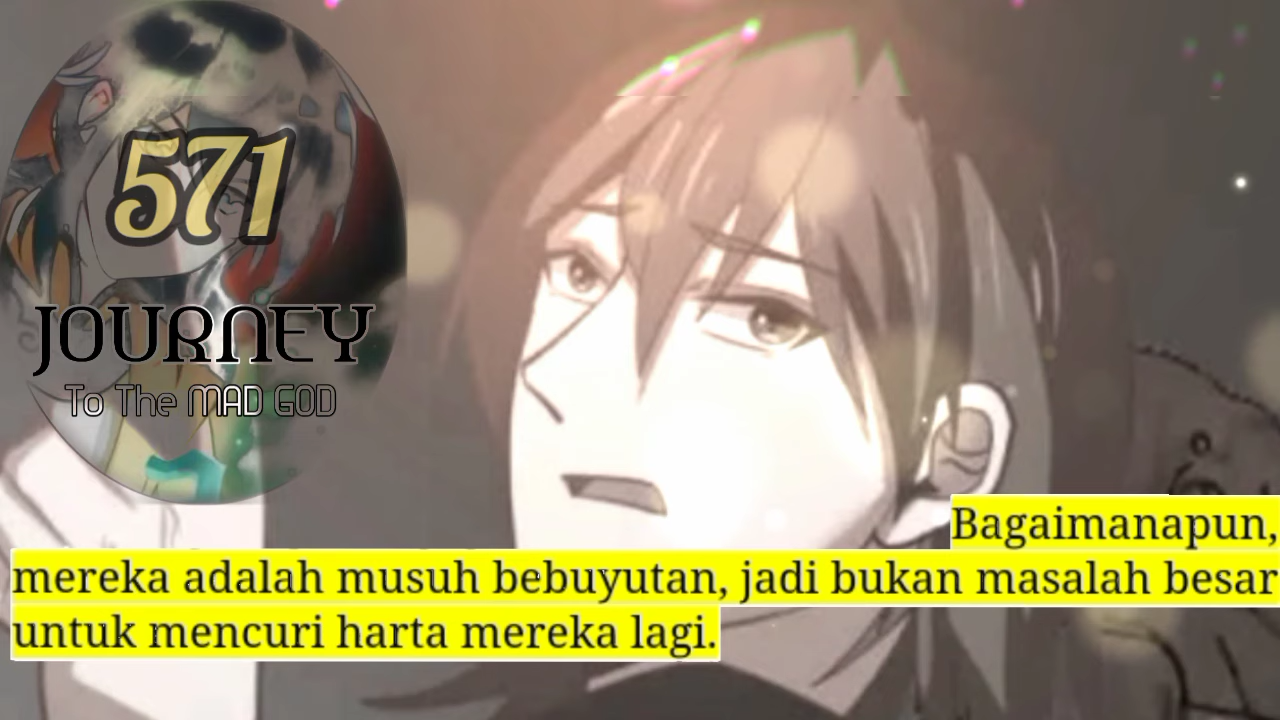 571
JOURNEY
To The MAD GOD
Bagaimanapun,
mereka adalah musuh bebuyutan, jadi bukan masalah besar
untuk mencuri harta mereka lagi.